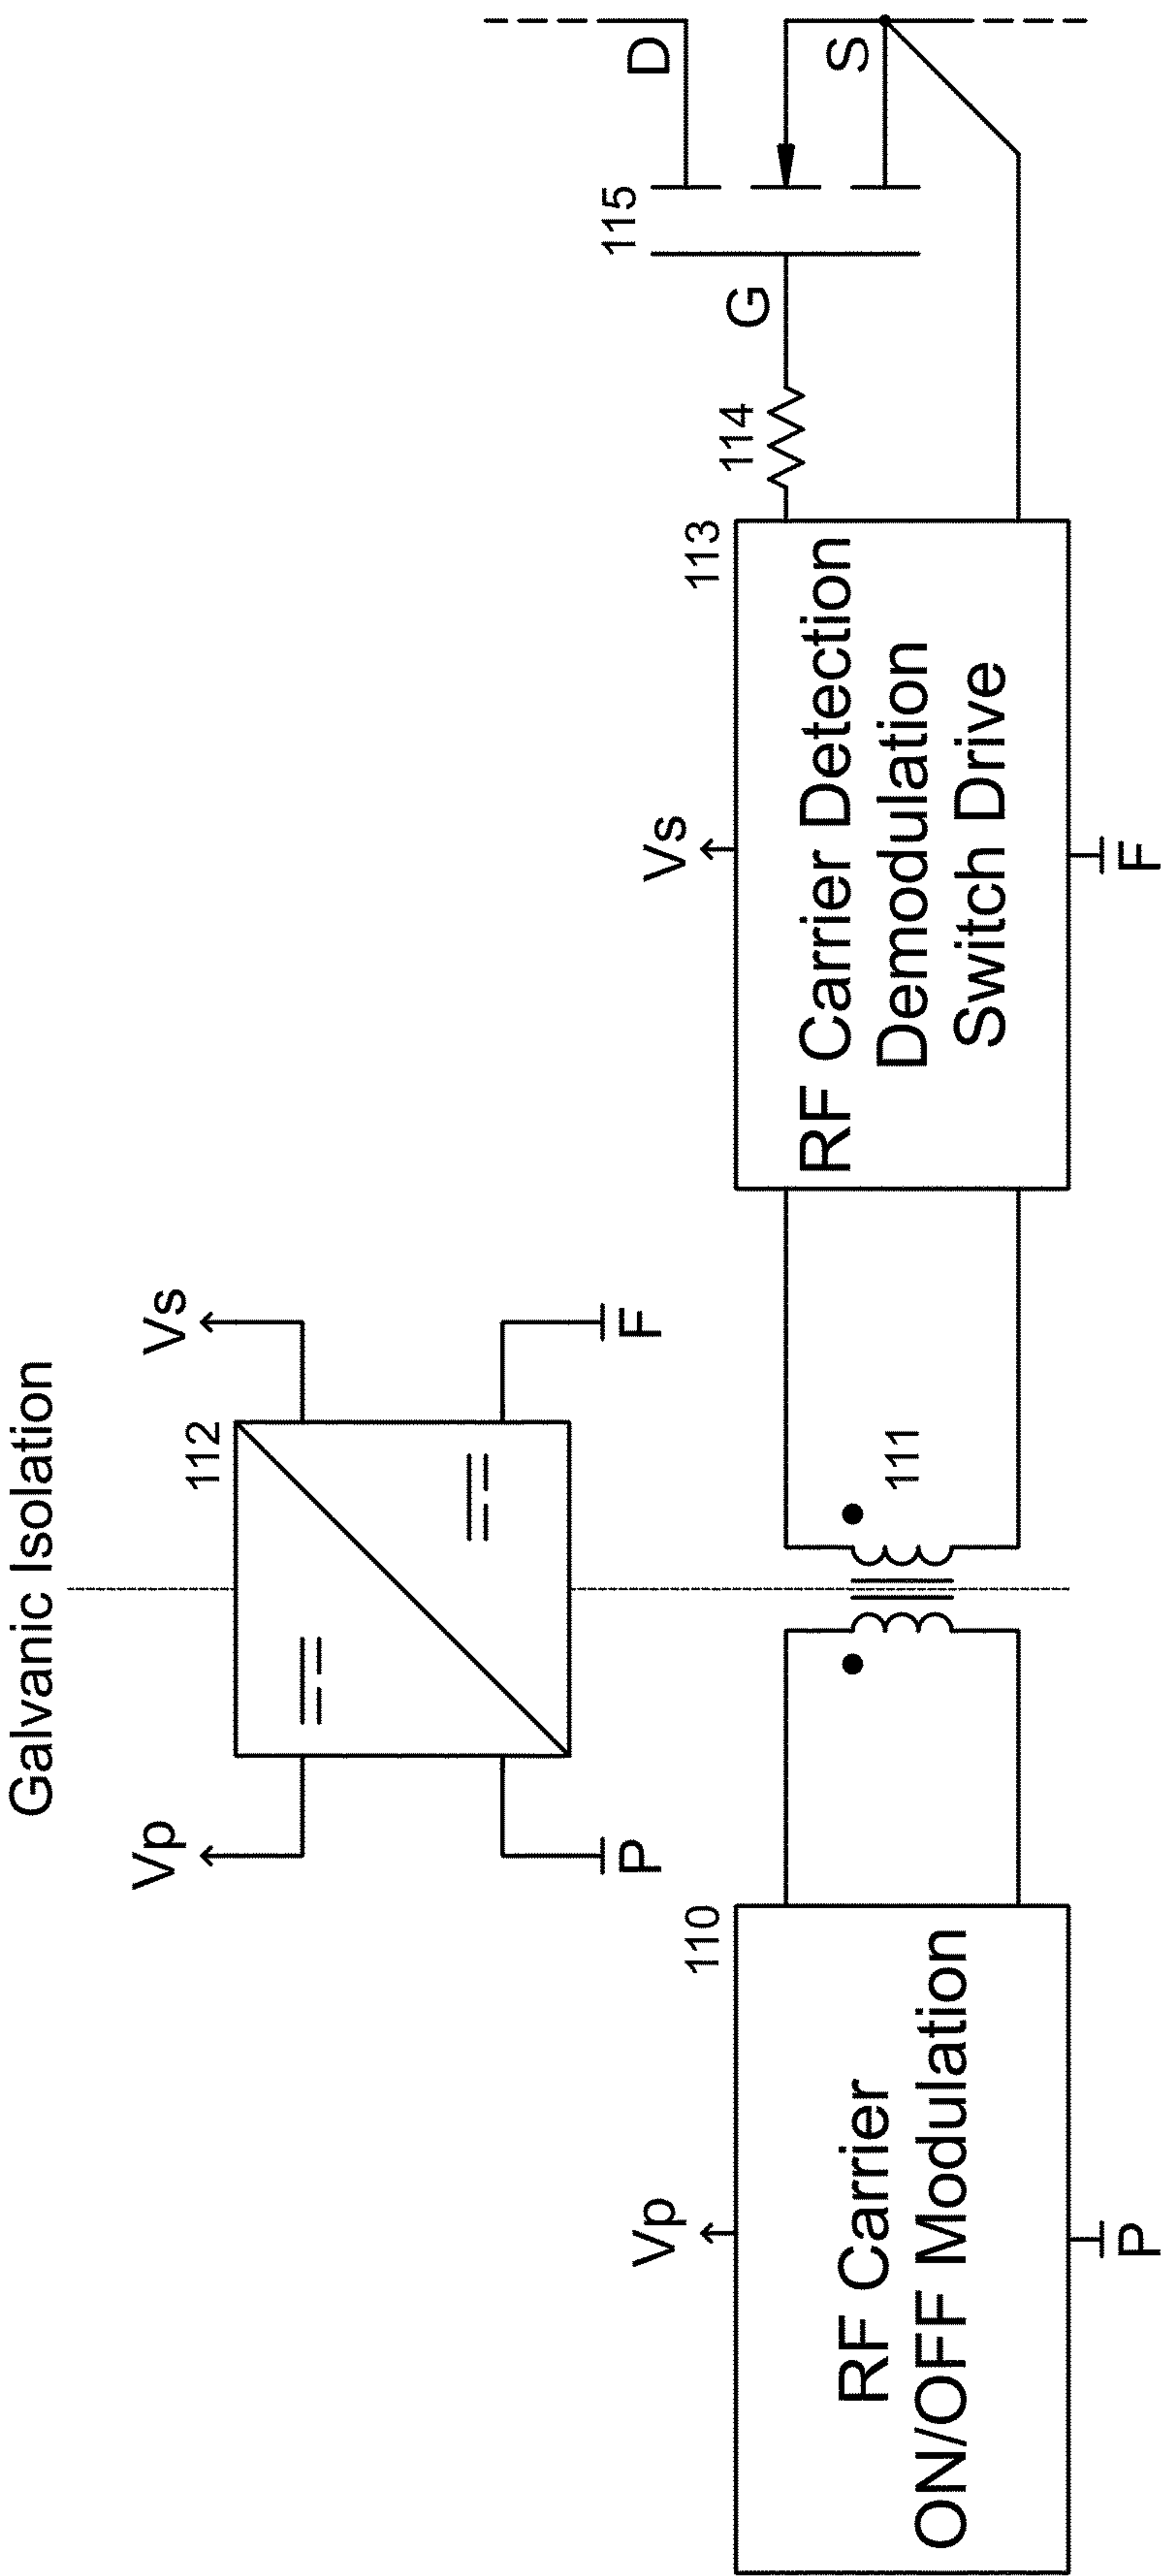 Galvanic Isolation
Vp
Vs
112
P
F
Vp
110
RF Carrier
ON/OFF Modulation
P
111
Vs
113
RF Carrier Detection
Demodulation
Switch Drive
F
114
G
115
D
S